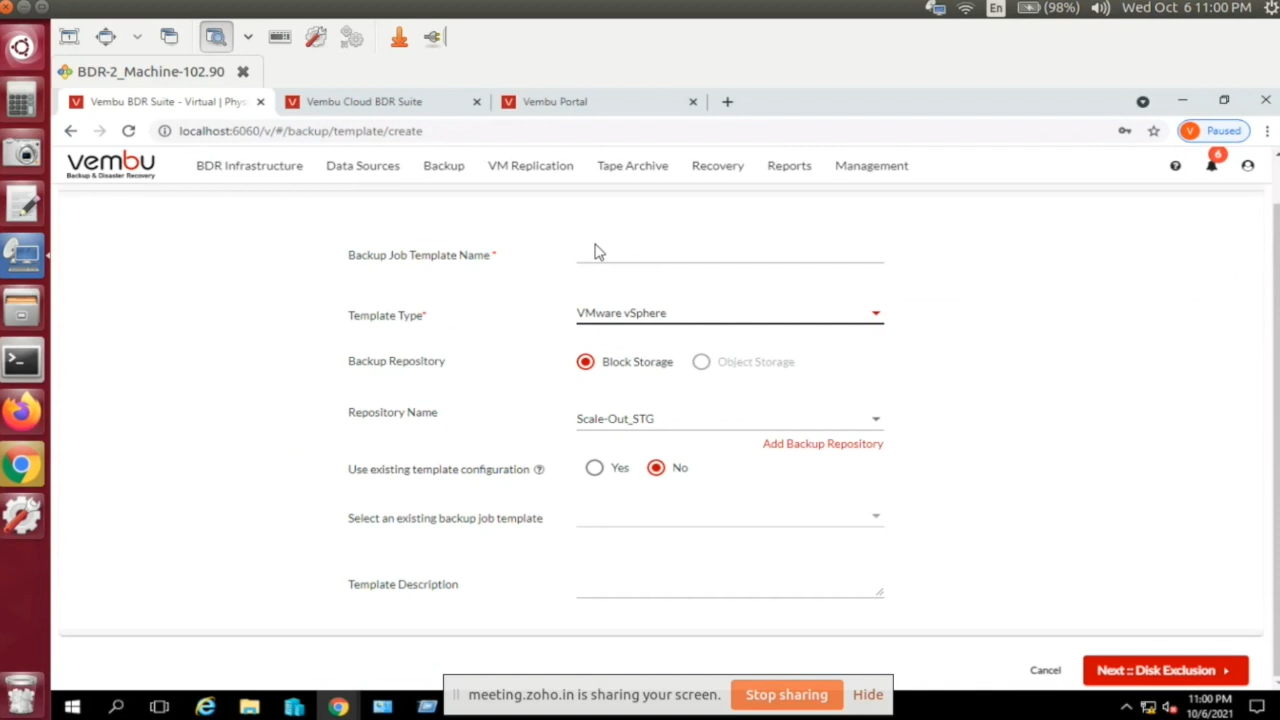 En (98%) Wed Oct 6 11:00 PM
BDR-2_Machine-102.90
Vembu BDR Suite - Virtual | Phys Vembu Cloud BDR Suite Vembu Portal
localhost:6060/v/#/backup/template/create V Paused
vembu
Backup & Disaster Recovery
BDR Infrastructure Data Sources Backup VM Replication Tape Archive Recovery Reports Management 6
Backup Job Template Name *
Template Type* VMware vSphere
Backup Repository Block Storage Object Storage
Repository Name Scale-Out_STG
Add Backup Repository
Use existing template configuration Yes No
Select an existing backup job template
Template Description
Cancel Next :: Disk Exclusion
meeting.zoho.in is sharing your screen. Stop sharing Hide
11:00 PM
10/6/2021